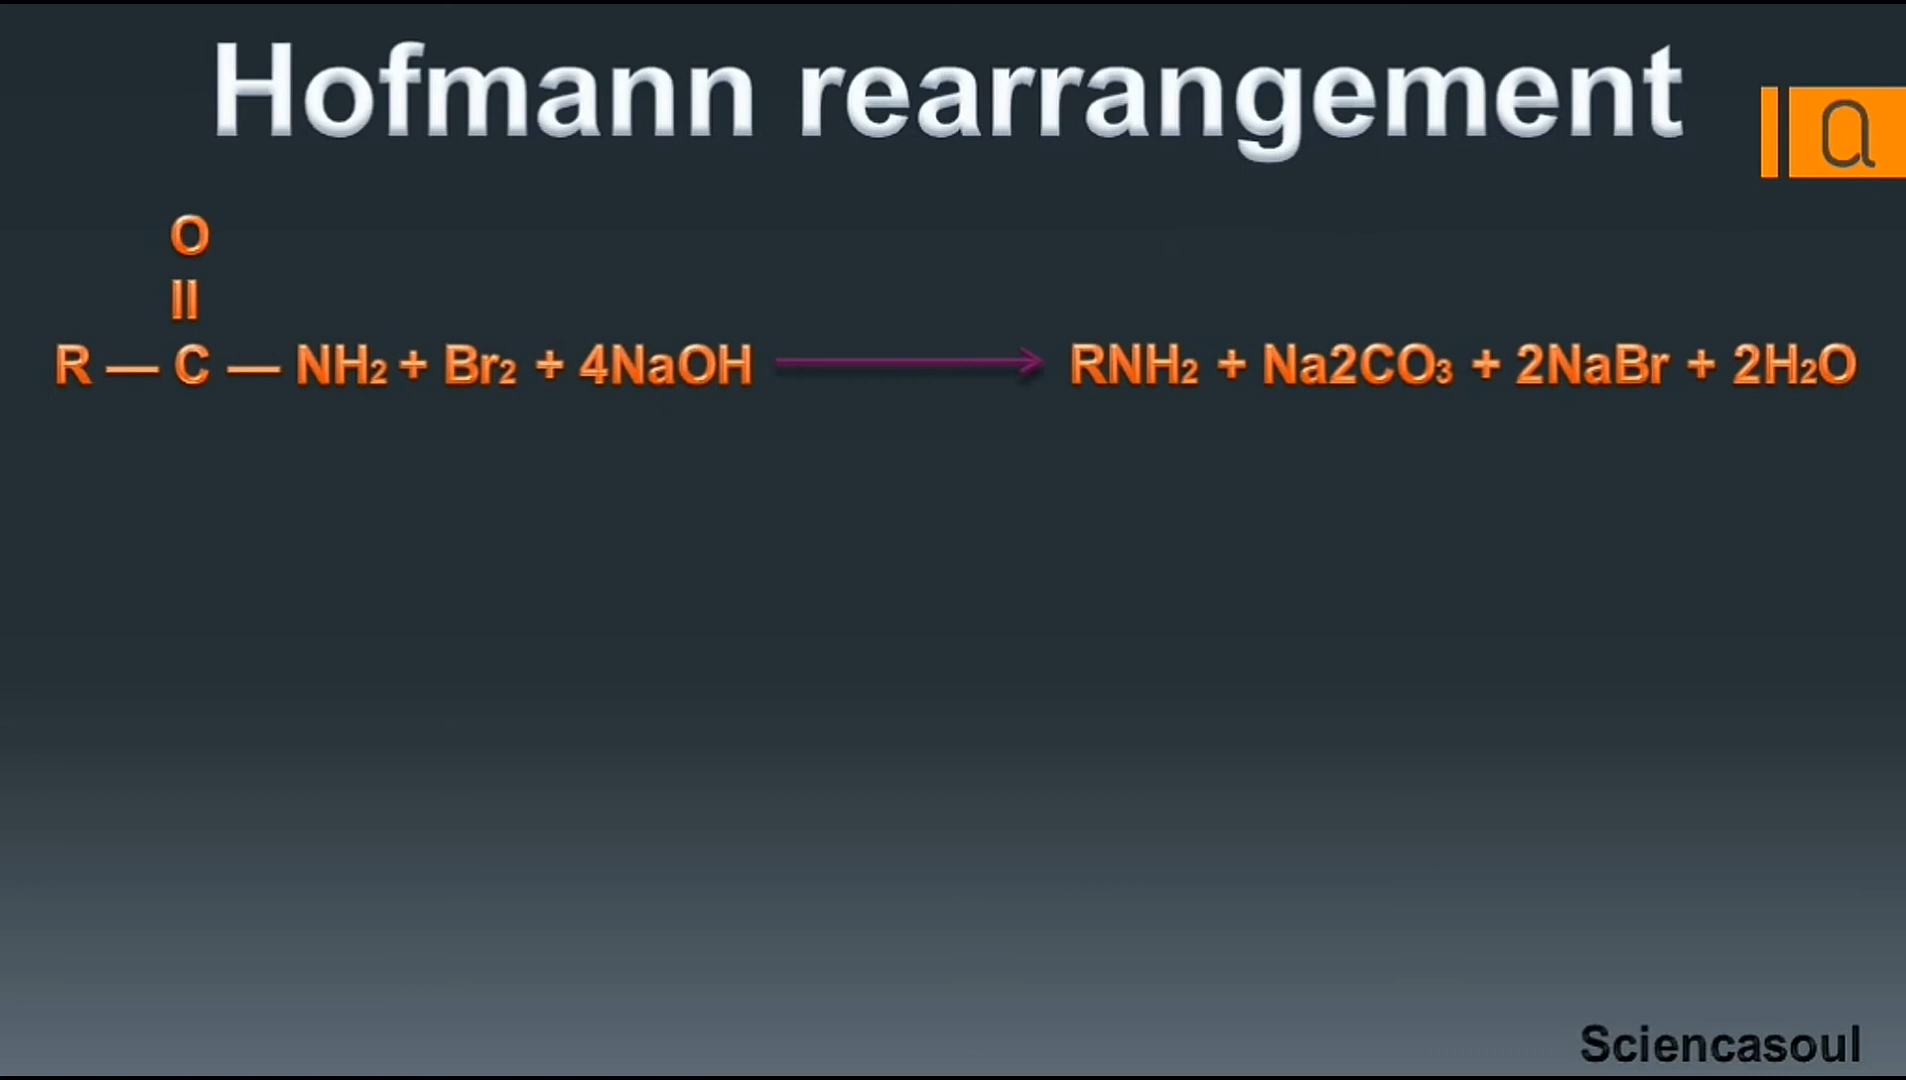 Hofmann rearrangement
a
O
||
R — C — NH₂ + Br₂ + 4NaOH ⟶ RNH₂ + Na2CO₃ + 2NaBr + 2H₂O
Sciencasoul